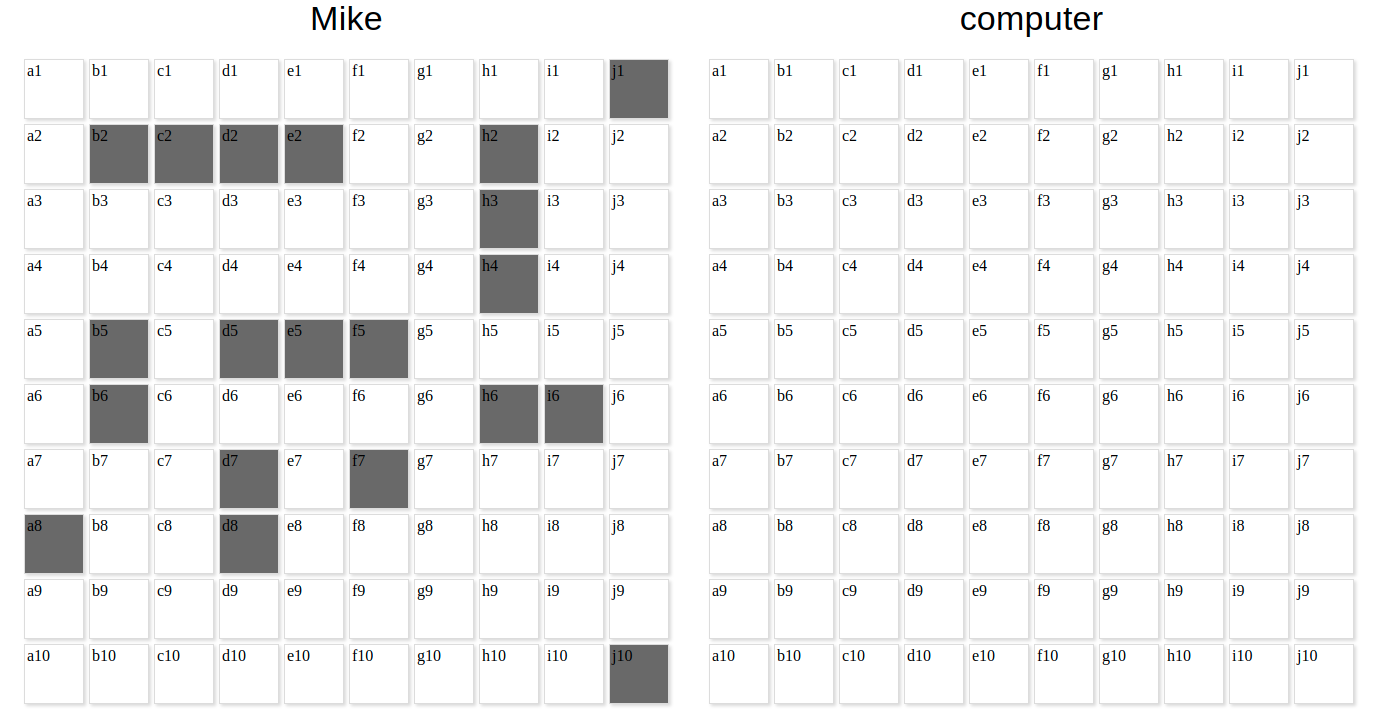 Mike computer
a1 b1 c1 d1 e1 f1 g1 h1 i1 j1 a1 b1 c1 d1 e1 f1 g1 h1 i1 j1
a2 b2 c2 d2 e2 f2 g2 h2 i2 j2 a2 b2 c2 d2 e2 f2 g2 h2 i2 j2
a3 b3 c3 d3 e3 f3 g3 h3 i3 j3 a3 b3 c3 d3 e3 f3 g3 h3 i3 j3
a4 b4 c4 d4 e4 f4 g4 h4 i4 j4 a4 b4 c4 d4 e4 f4 g4 h4 i4 j4
a5 b5 c5 d5 e5 f5 g5 h5 i5 j5 a5 b5 c5 d5 e5 f5 g5 h5 i5 j5
a6 b6 c6 d6 e6 f6 g6 h6 i6 j6 a6 b6 c6 d6 e6 f6 g6 h6 i6 j6
a7 b7 c7 d7 e7 f7 g7 h7 i7 j7 a7 b7 c7 d7 e7 f7 g7 h7 i7 j7
a8 b8 c8 d8 e8 f8 g8 h8 i8 j8 a8 b8 c8 d8 e8 f8 g8 h8 i8 j8
a9 b9 c9 d9 e9 f9 g9 h9 i9 j9 a9 b9 c9 d9 e9 f9 g9 h9 i9 j9
a10 b10 c10 d10 e10 f10 g10 h10 i10 j10 a10 b10 c10 d10 e10 f10 g10 h10 i10 j10